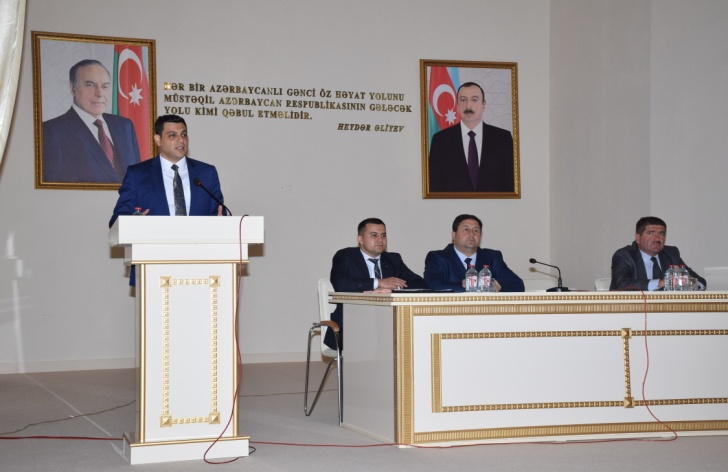 HƏR BİR AZƏRBAYCANLI GƏNCİ ÖZ HƏYAT YOLUNU
MÜSTƏQİL AZƏRBAYCAN RESPUBLİKASININ GƏLƏCƏK
YOLU KİMİ QƏBUL ETMƏLİDİR.
HEYDƏR ƏLİYEV